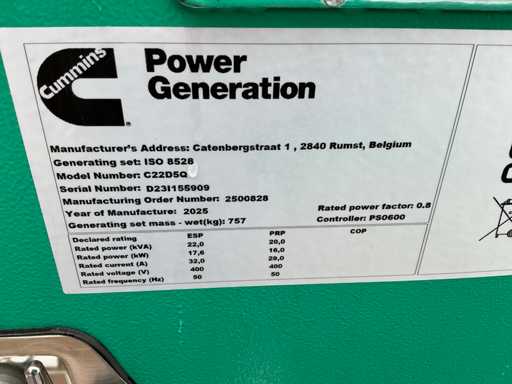 Cummins
Power
Generation
Manufacturer's Address: Catenbergstraat 1 , 2840 Rumst, Belgium
Generating set: ISO 8528
Model Number: C22D5Q
Serial Number: D23I155909
Manufacturing Order Number: 2500828
Year of Manufacture: 2025
Rated power factor: 0.8
Generating set mass - wet(kg): 757
Controller: PS0600
Declared rating ESP PRP COP
Rated power (kVA) 22,0 20,0
Rated power (kW) 17,6 16,0
Rated current (A) 32,0 29,0
Rated voltage (V) 400 400
Rated frequency (Hz) 50 50